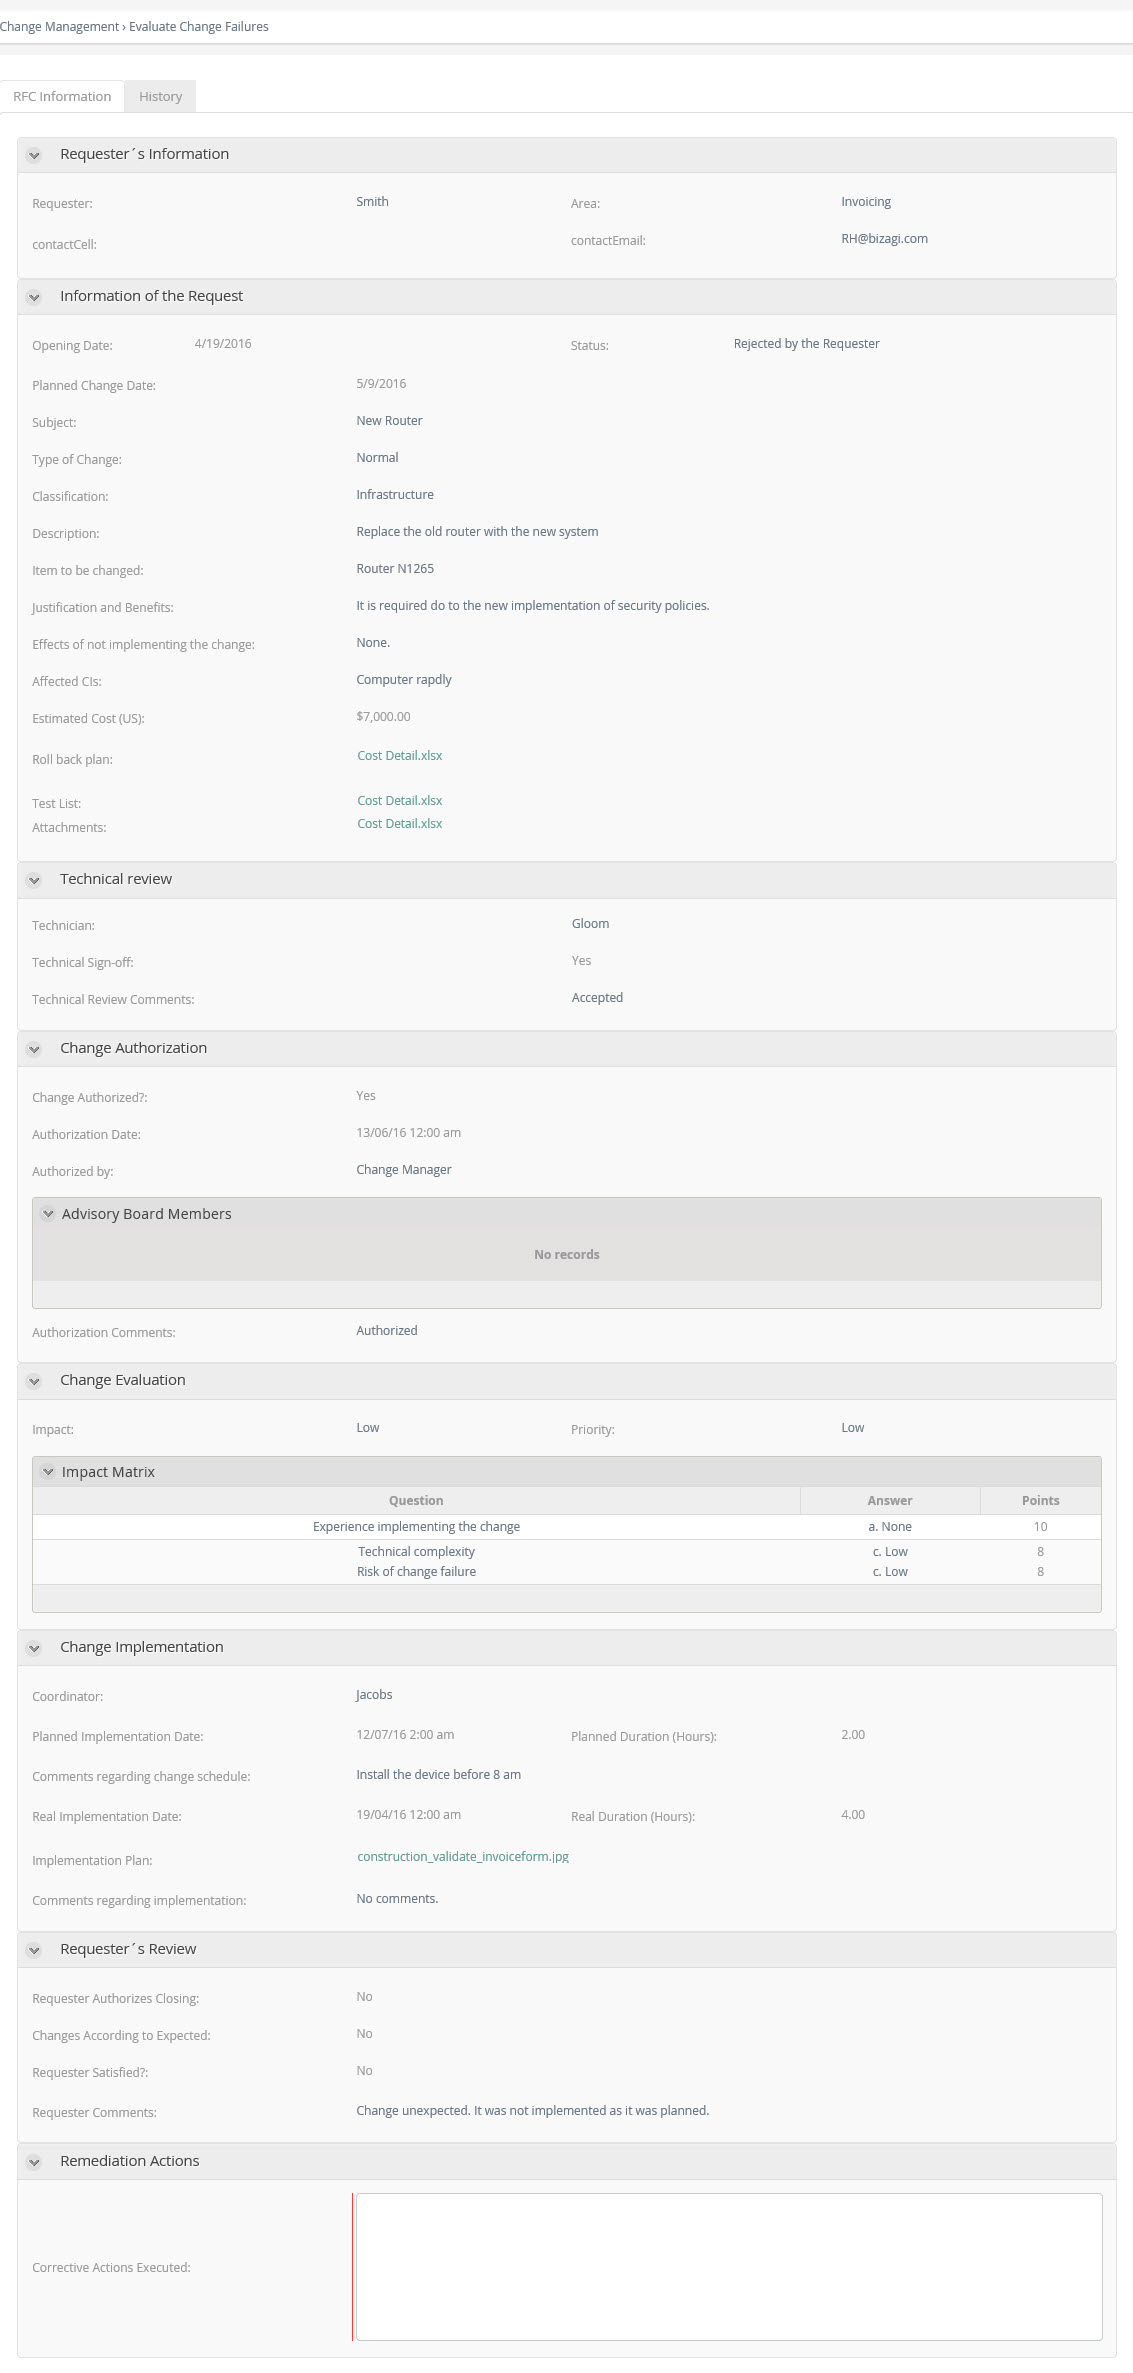 Change Management › Evaluate Change Failures
RFC Information History
Requester´s Information
Requester: Smith Area: Invoicing
contactCell: contactEmail: RH@bizagi.com
Information of the Request
Opening Date: 4/19/2016 Status: Rejected by the Requester
Planned Change Date: 5/9/2016
Subject: New Router
Type of Change: Normal
Classification: Infrastructure
Description: Replace the old router with the new system
Item to be changed: Router N1265
Justification and Benefits: It is required do to the new implementation of security policies.
Effects of not implementing the change: None.
Affected CIs: Computer rapdly
Estimated Cost (US): $7,000.00
Roll back plan: Cost Detail.xlsx
Test List: Cost Detail.xlsx
Attachments: Cost Detail.xlsx
Technical review
Technician: Gloom
Technical Sign-off: Yes
Technical Review Comments: Accepted
Change Authorization
Change Authorized?: Yes
Authorization Date: 13/06/16 12:00 am
Authorized by: Change Manager
Advisory Board Members
No records
Authorization Comments: Authorized
Change Evaluation
Impact: Low Priority: Low
Impact Matrix
Question Answer Points
Experience implementing the change a. None 10
Technical complexity c. Low 8
Risk of change failure c. Low 8
Change Implementation
Coordinator: Jacobs
Planned Implementation Date: 12/07/16 2:00 am Planned Duration (Hours): 2.00
Comments regarding change schedule: Install the device before 8 am
Real Implementation Date: 19/04/16 12:00 am Real Duration (Hours): 4.00
Implementation Plan: construction_validate_invoiceform.jpg
Comments regarding implementation: No comments.
Requester´s Review
Requester Authorizes Closing: No
Changes According to Expected: No
Requester Satisfied?: No
Requester Comments: Change unexpected. It was not implemented as it was planned.
Remediation Actions
Corrective Actions Executed: